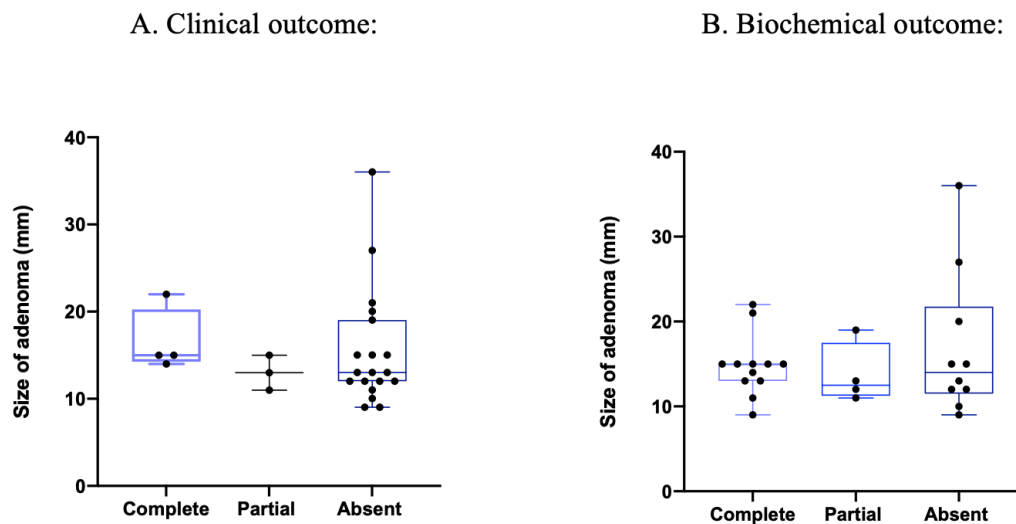 A. Clinical outcome:
Size of adenoma (mm)
40
30
20
10
0
Complete Partial Absent
B. Biochemical outcome:
Size of adenoma (mm)
40
30
20
10
0
Complete Partial Absent